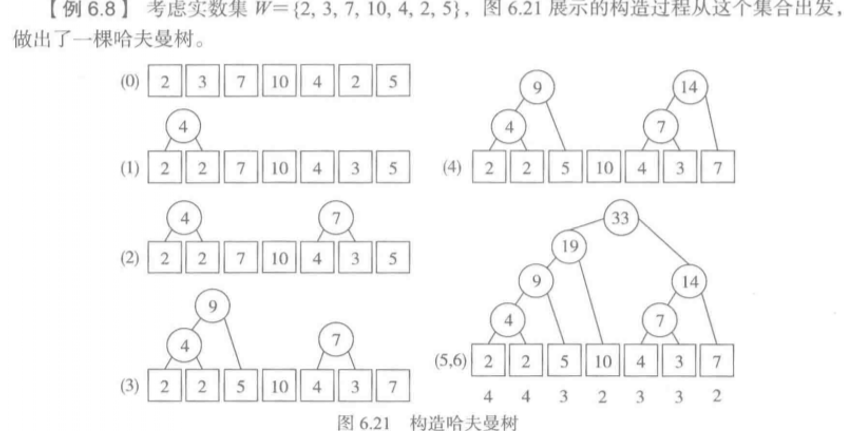 【例 6.8】 考虑实数集 W={2, 3, 7, 10, 4, 2, 5}，图 6.21 展示的构造过程从这个集合出发，
做出了一棵哈夫曼树。
(0) 2 3 7 10 4 2 5
4
(1) 2 2 7 10 4 3 5
4 7
(2) 2 2 7 10 4 3 5
9
4 7
(3) 2 2 5 10 4 3 7
9 14
4 7
(4) 2 2 5 10 4 3 7
33
19
9 14
4 7
(5,6) 2 2 5 10 4 3 7
4 4 3 2 3 3 2
图 6.21 构造哈夫曼树